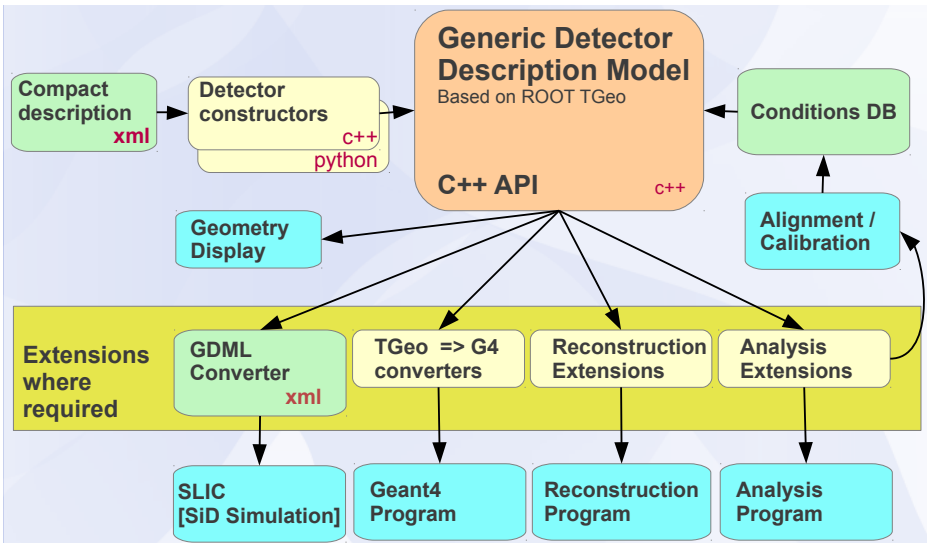 Generic Detector
Description Model
Based on ROOT TGeo
C++ API
c++
Compact
description
xml
Detector
constructors
c++
python
Conditions DB
Geometry
Display
Alignment /
Calibration
Extensions
where
required
GDML
Converter
xml
TGeo => G4
converters
Reconstruction
Extensions
Analysis
Extensions
SLIC
[SiD Simulation]
Geant4
Program
Reconstruction
Program
Analysis
Program